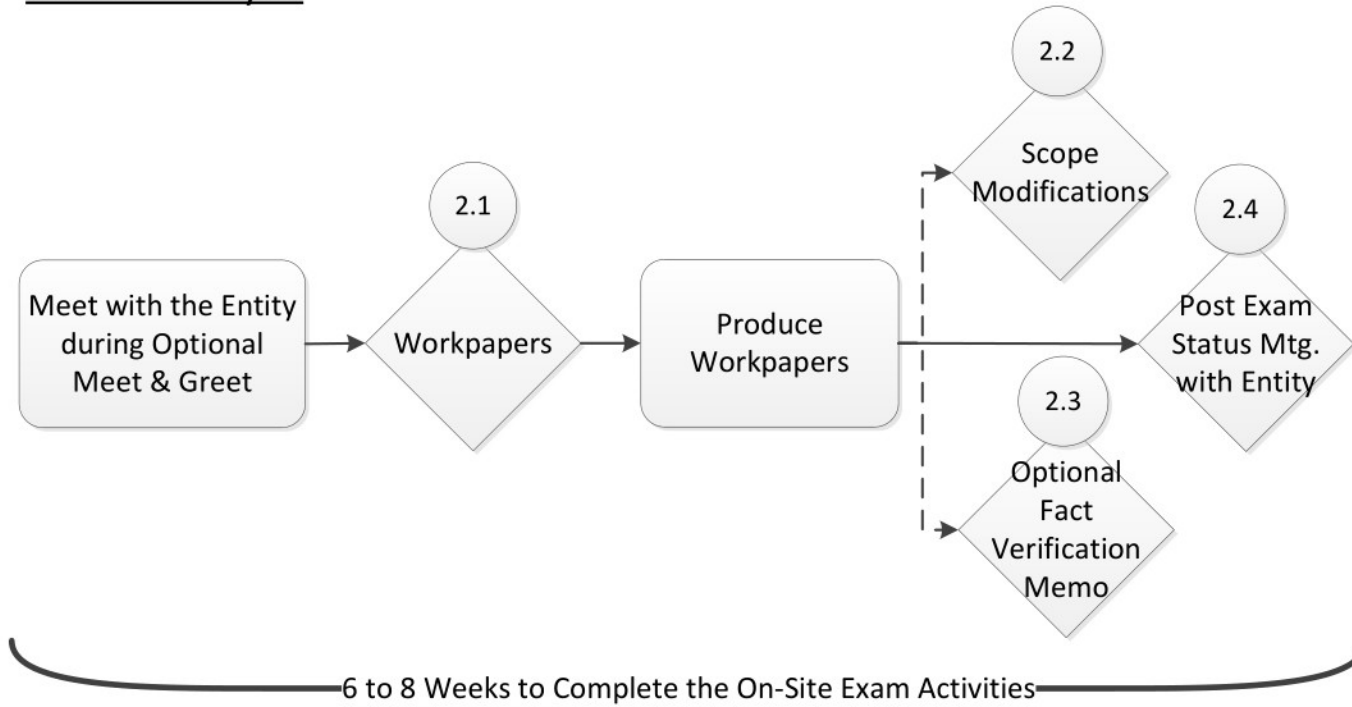 2.2
Scope
Modifications
2.1
2.4
Meet with the Entity
during Optional
Meet & Greet
Workpapers
Produce
Workpapers
Post Exam
Status Mtg.
with Entity
2.3
Optional
Fact
Verification
Memo
6 to 8 Weeks to Complete the On-Site Exam Activities